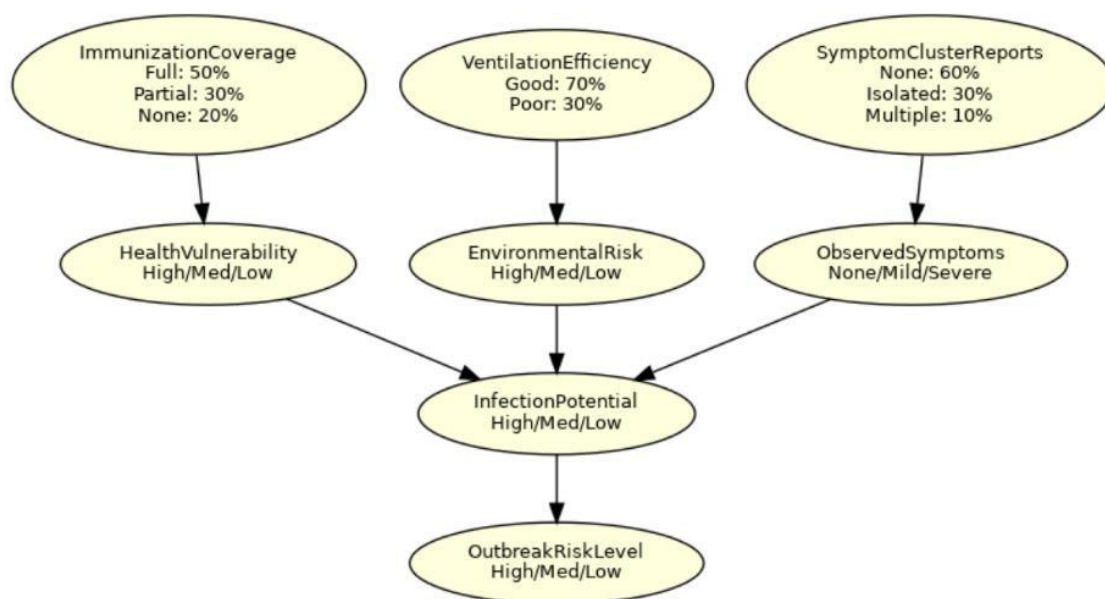 ImmunizationCoverage
Full: 50%
Partial: 30%
None: 20%
VentilationEfficiency
Good: 70%
Poor: 30%
SymptomClusterReports
None: 60%
Isolated: 30%
Multiple: 10%
HealthVulnerability
High/Med/Low
EnvironmentalRisk
High/Med/Low
ObservedSymptoms
None/Mild/Severe
InfectionPotential
High/Med/Low
OutbreakRiskLevel
High/Med/Low